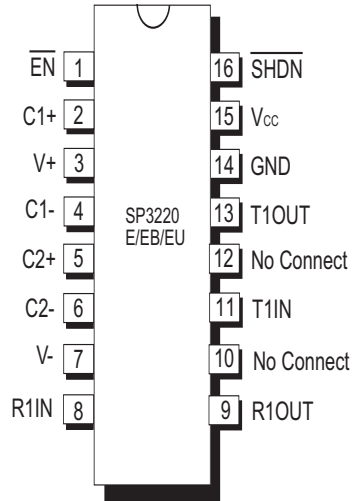 EN 1 16 SHDN
C1+ 2 15 Vcc
V+ 3 14 GND
C1- 4 13 T1OUT
SP3220
E/EB/EU
C2+ 5 12 No Connect
C2- 6 11 T1IN
V- 7 10 No Connect
R1IN 8 9 R1OUT